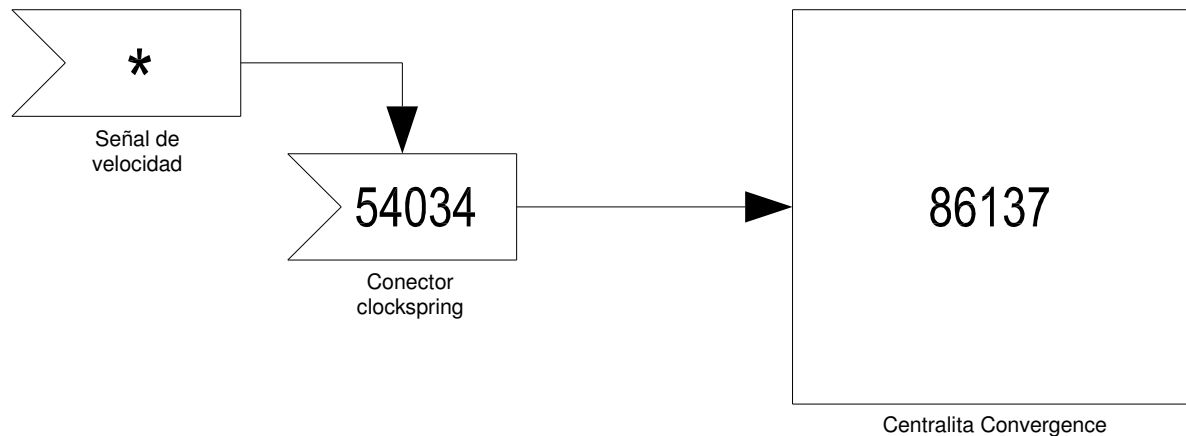 *
Señal de
velocidad
54034
Conector
clockspring
86137
Centralita Convergence